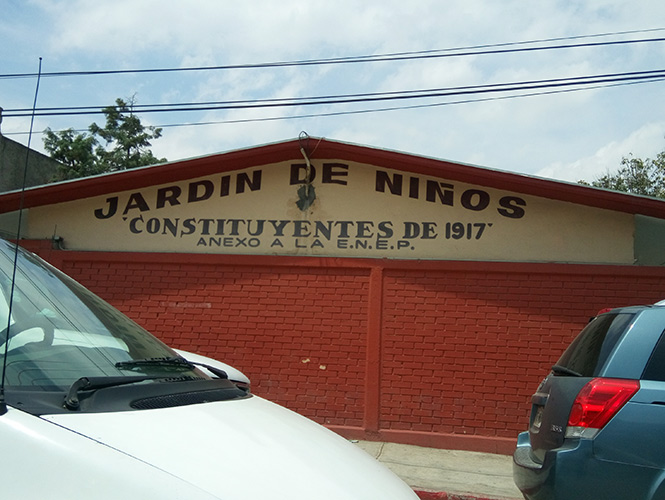 JARDIN DE NIÑOS
"CONSTITUYENTES DE 1917"
ANEXO A LA E.N.E.P.